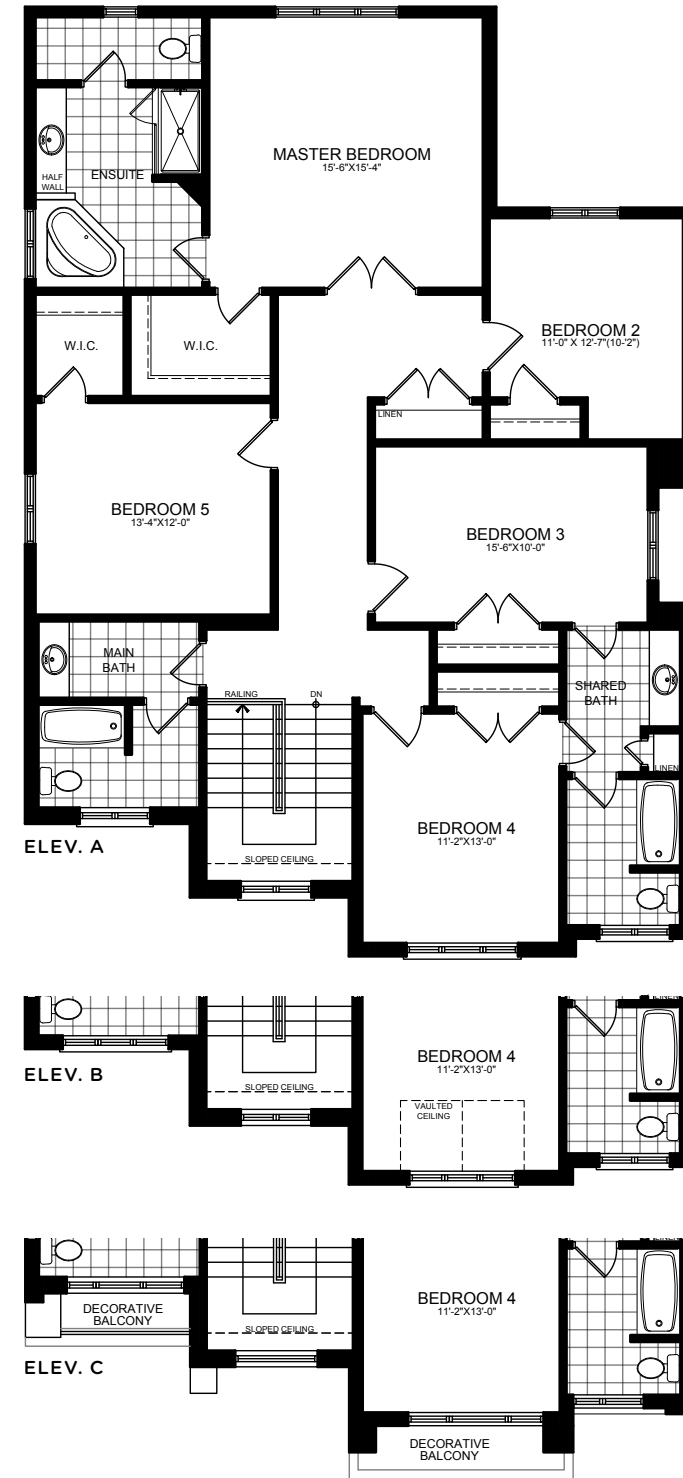 MASTER BEDROOM
15'-6"X15'-4"
ENSUITE
HALF
WALL
W.I.C.
W.I.C.
BEDROOM 2
11'-0" X 12'-7"(10-'2")
LINEN
BEDROOM 5
13'-4"X12'-0"
BEDROOM 3
15'-6"X10'-0"
MAIN
BATH
SHARED
BATH
RAILING
DN
LINEN
BEDROOM 4
11'-2"X13'-0"
SLOPED CEILING
ELEV. A
BEDROOM 4
11'-2"X13'-0"
SLOPED CEILING
VAULTED
CEILING
ELEV. B
BEDROOM 4
11'-2"X13'-0"
DECORATIVE
BALCONY
SLOPED CEILING
ELEV. C
DECORATIVE
BALCONY